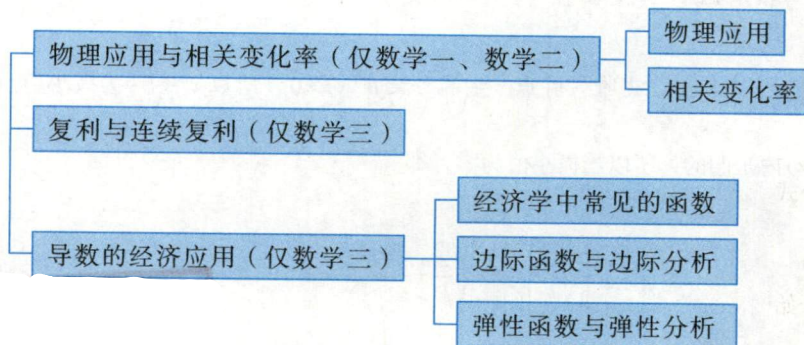 物理应用与相关变化率（仅数学一、数学二）
物理应用
相关变化率
复利与连续复利（仅数学三）
导数的经济应用（仅数学三）
经济学中常见的函数
边际函数与边际分析
弹性函数与弹性分析